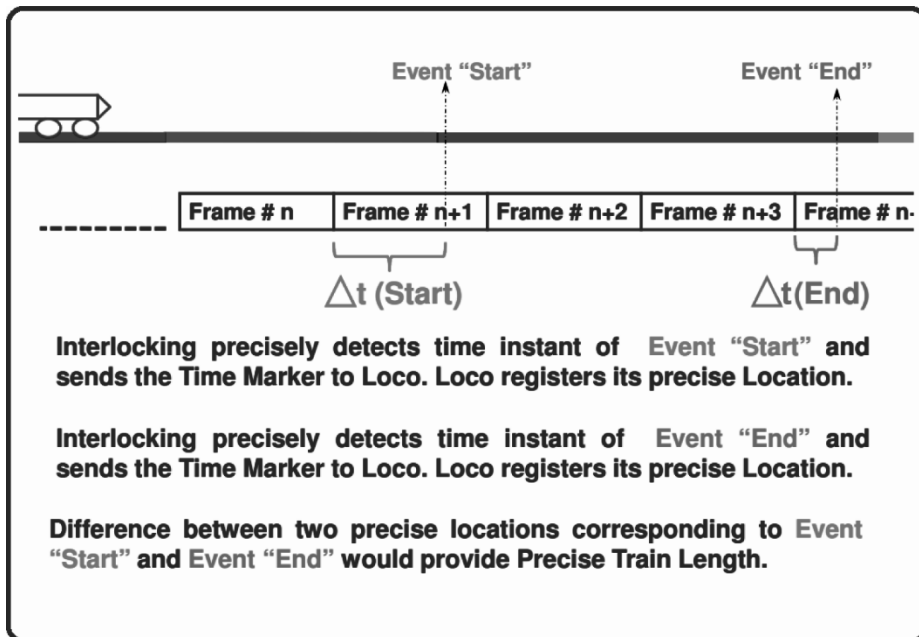 Event “Start” Event “End”
Frame # n Frame # n+1 Frame # n+2 Frame # n+3 Frame # n-
△t (Start) △t(End)
Interlocking precisely detects time instant of Event “Start” and
sends the Time Marker to Loco. Loco registers its precise Location.
Interlocking precisely detects time instant of Event “End” and
sends the Time Marker to Loco. Loco registers its precise Location.
Difference between two precise locations corresponding to Event
“Start” and Event “End” would provide Precise Train Length.